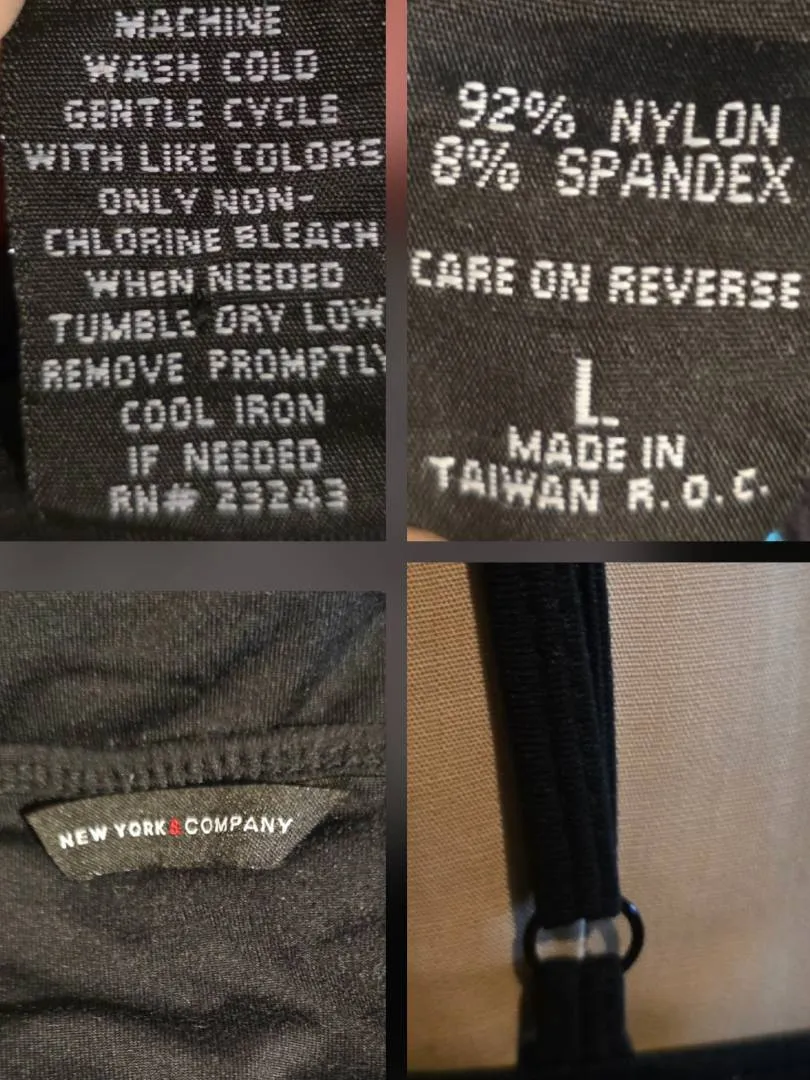 MACHINE
WASH COLD
GENTLE CYCLE
WITH LIKE COLORS
ONLY NON-
CHLORINE BLEACH
WHEN NEEDED
TUMBLE DRY LOW
REMOVE PROMPTLY
COOL IRON
IF NEEDED
RN# 23243
92% NYLON
8% SPANDEX
CARE ON REVERSE
L
MADE IN
TAIWAN R.O.C.
NEW YORK & COMPANY